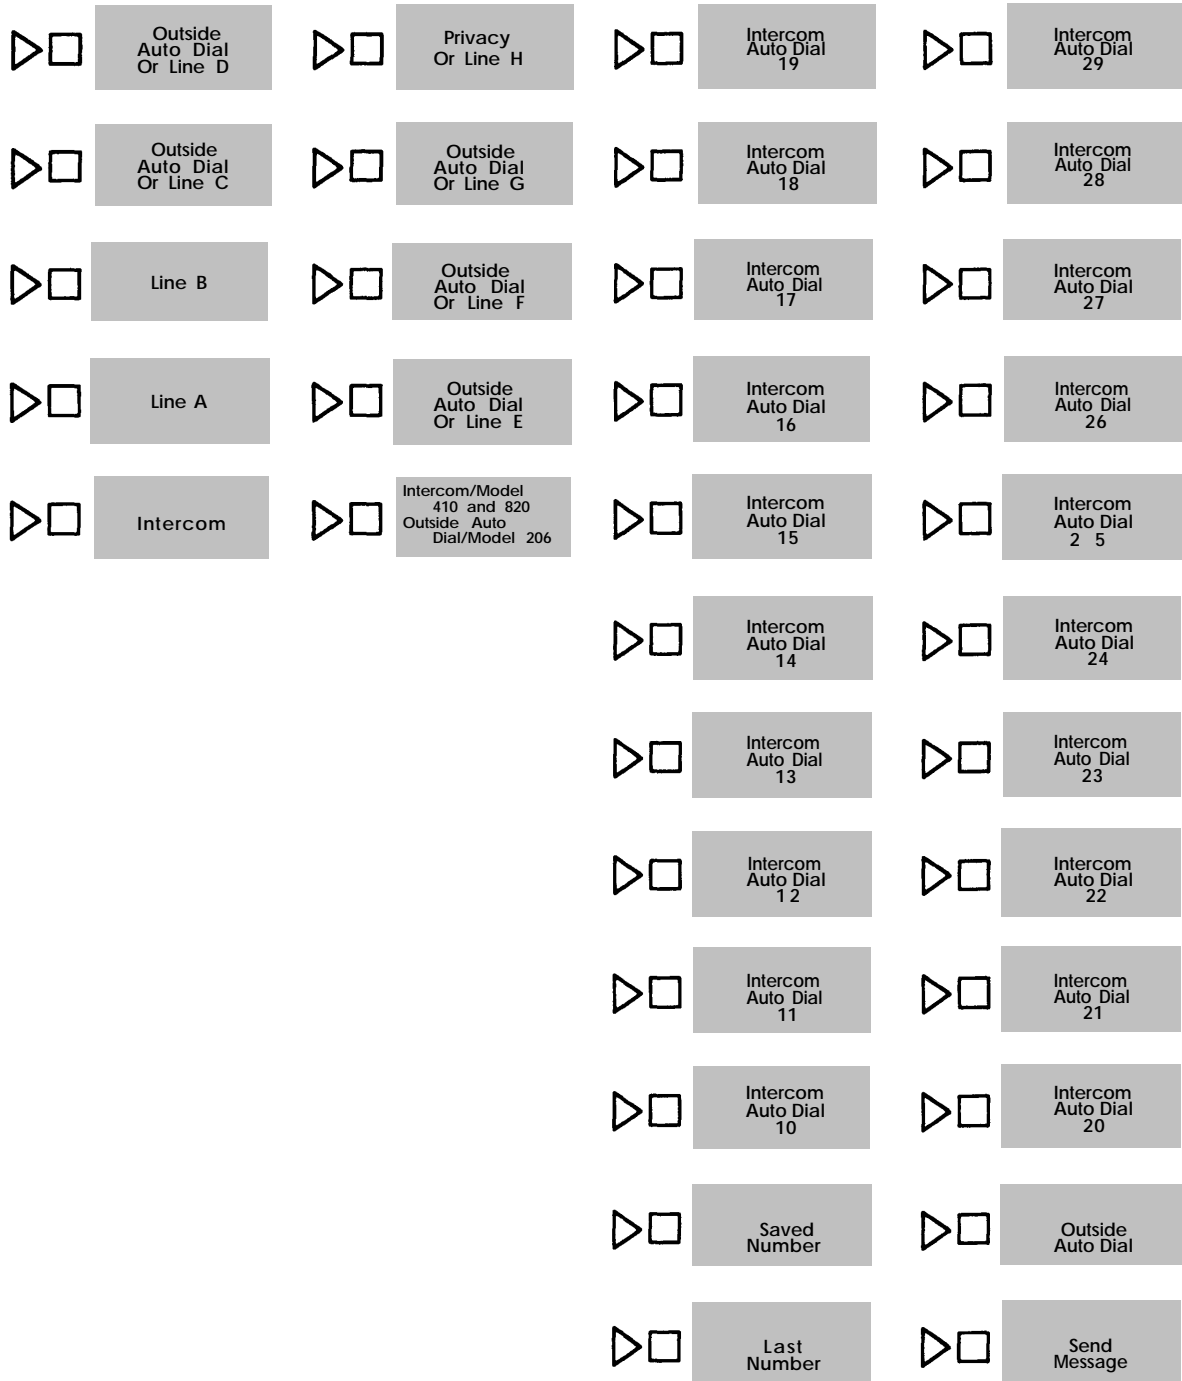 Outside
Auto Dial
Or Line D
Privacy
Or Line H
Intercom
Auto Dial
19
Intercom
Auto Dial
29
Outside
Auto Dial
Or Line C
Outside
Auto Dial
Or Line G
Intercom
Auto Dial
18
Intercom
Auto Dial
28
Line B
Outside
Auto Dial
Or Line F
Intercom
Auto Dial
17
Intercom
Auto Dial
27
Line A
Outside
Auto Dial
Or Line E
Intercom
Auto Dial
16
Intercom
Auto Dial
26
Intercom
Intercom/Model
410 and 820
Outside Auto
Dial/Model 206
Intercom
Auto Dial
15
Intercom
Auto Dial
2 5
Intercom
Auto Dial
14
Intercom
Auto Dial
24
Intercom
Auto Dial
13
Intercom
Auto Dial
23
Intercom
Auto Dial
12
Intercom
Auto Dial
22
Intercom
Auto Dial
11
Intercom
Auto Dial
21
Intercom
Auto Dial
10
Intercom
Auto Dial
20
Saved
Number
Outside
Auto Dial
Last
Number
Send
Message